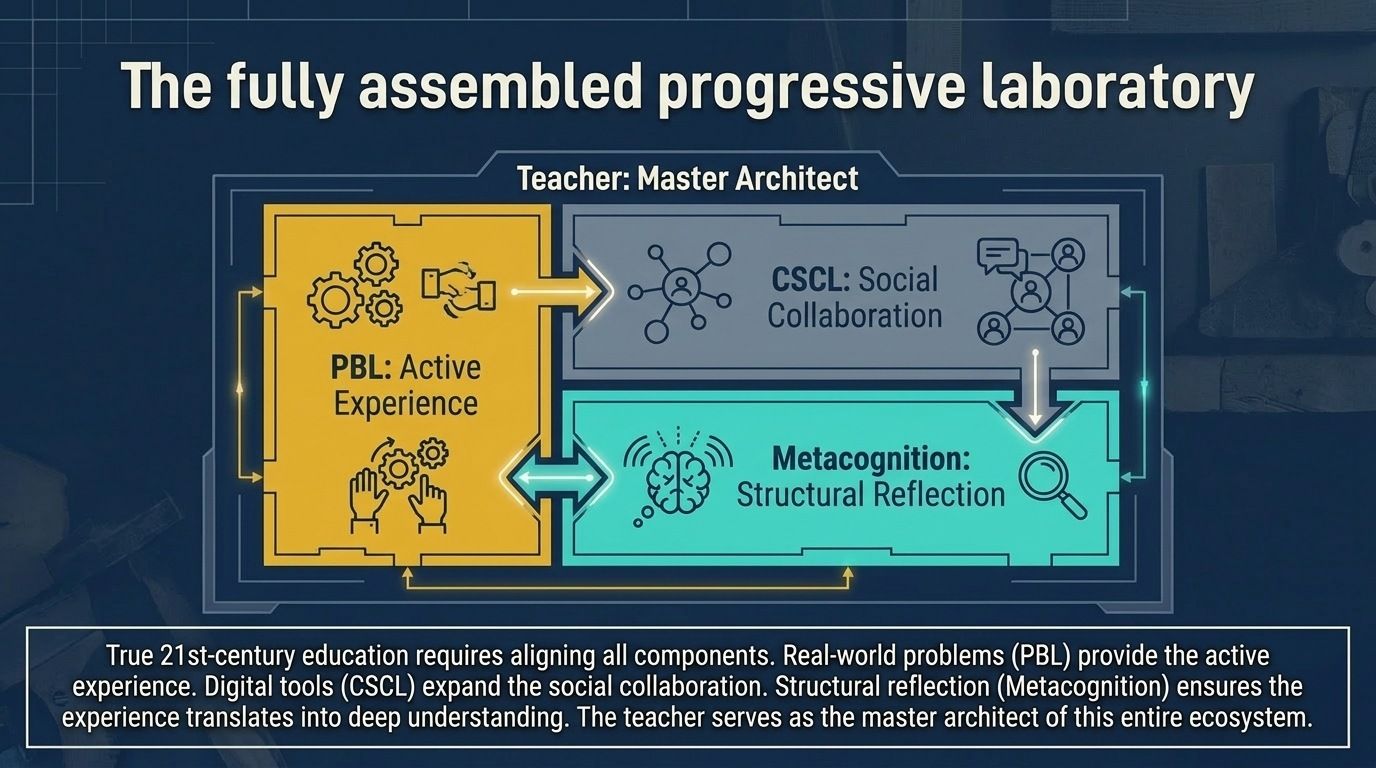 The fully assembled progressive laboratory
Teacher: Master Architect
PBL: Active
Experience
CSCL: Social
Collaboration
Metacognition:
Structural Reflection
True 21st-century education requires aligning all components. Real-world problems (PBL) provide the active
experience. Digital tools (CSCL) expand the social collaboration. Structural reflection (Metacognition) ensures the
experience translates into deep understanding. The teacher serves as the master architect of this entire ecosystem.